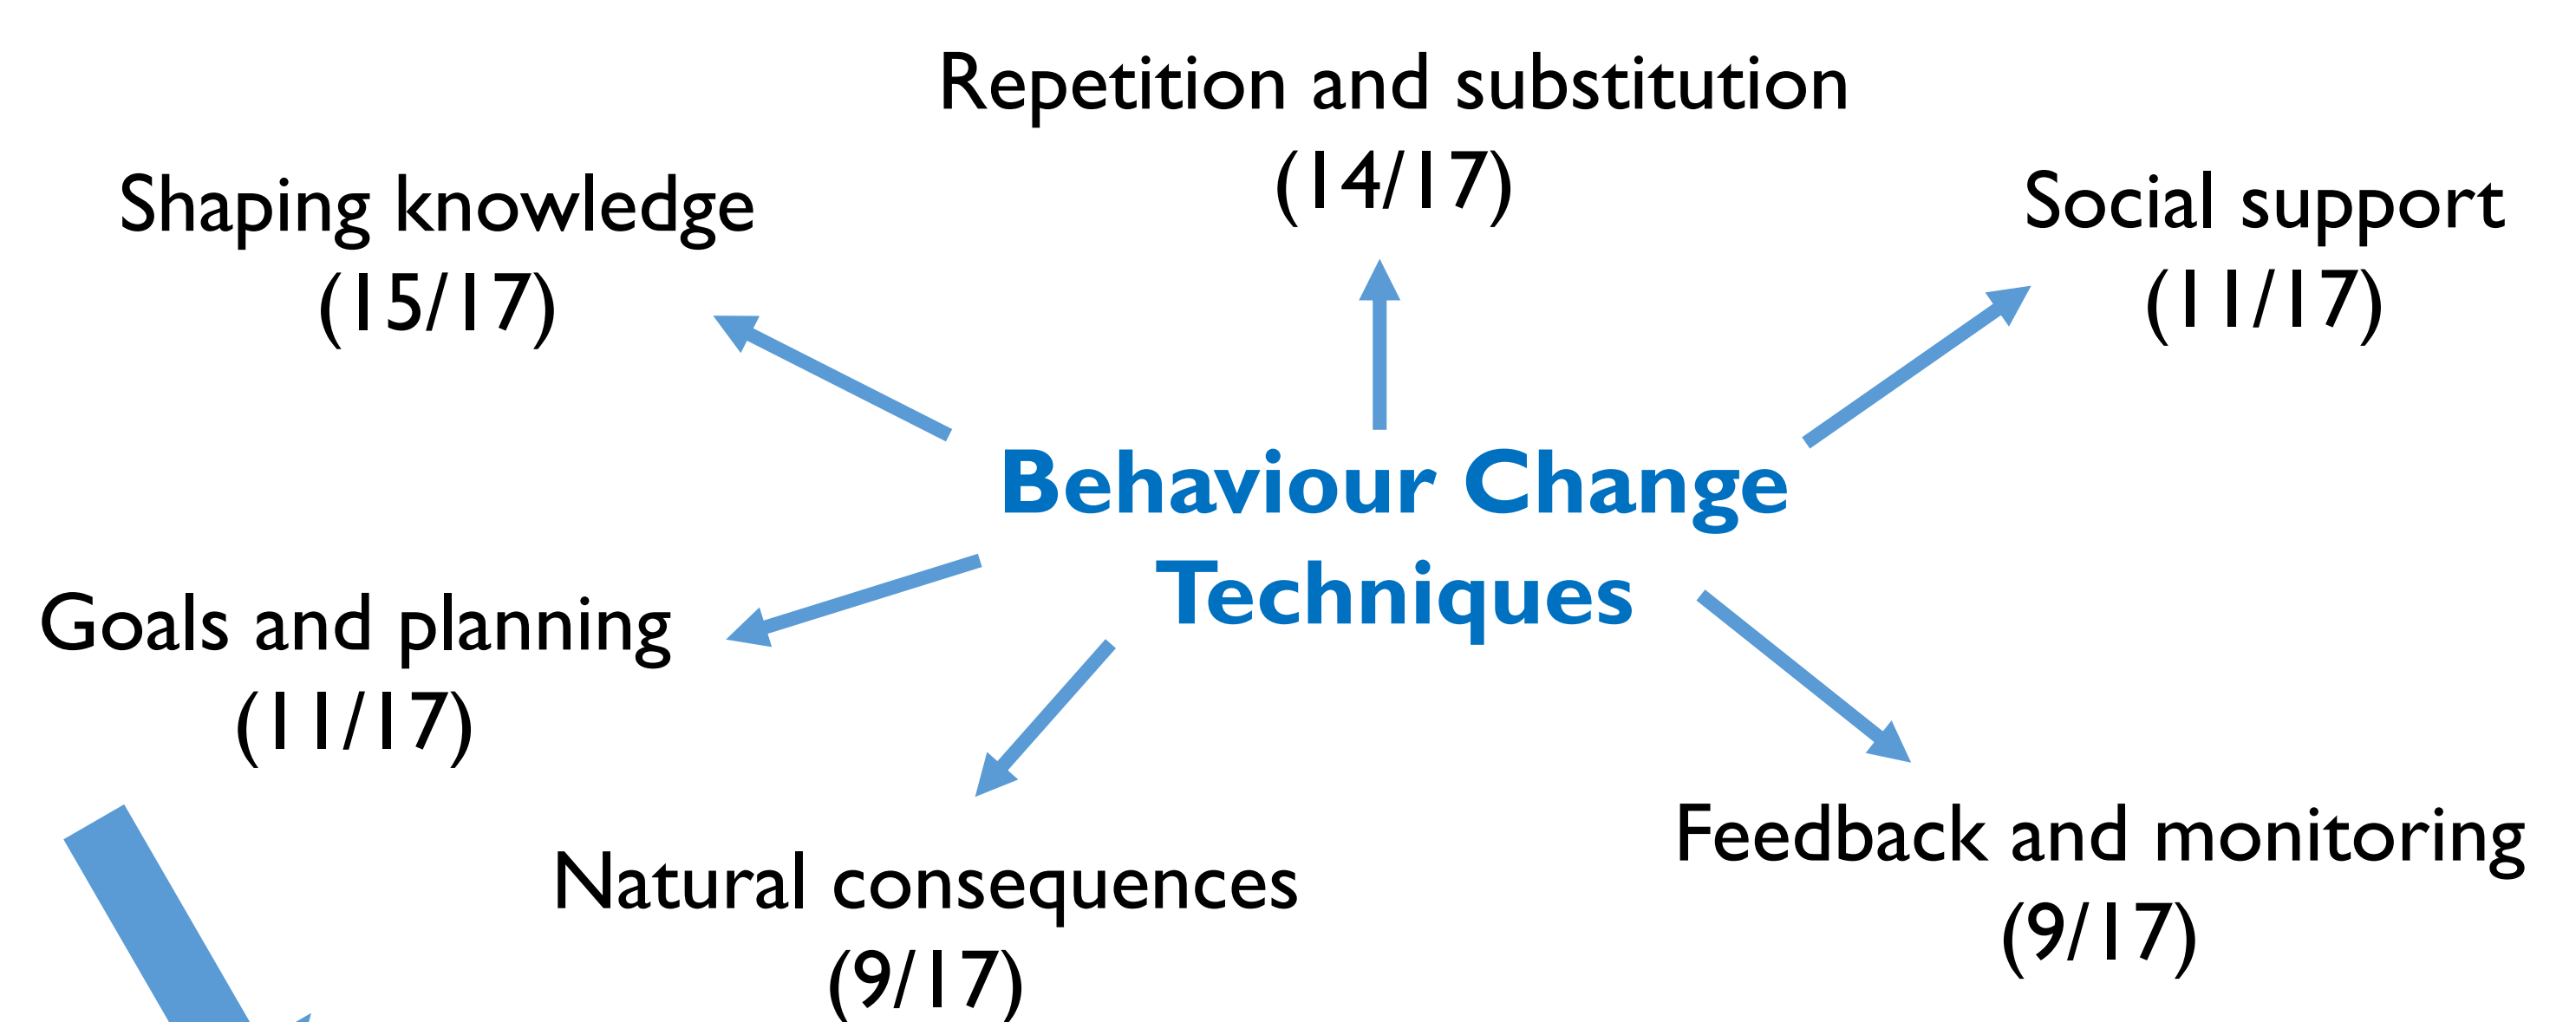 Repetition and substitution
(14/17)
Shaping knowledge
(15/17)
Social support
(11/17)
Behaviour Change
Techniques
Goals and planning
(11/17)
Natural consequences
(9/17)
Feedback and monitoring
(9/17)